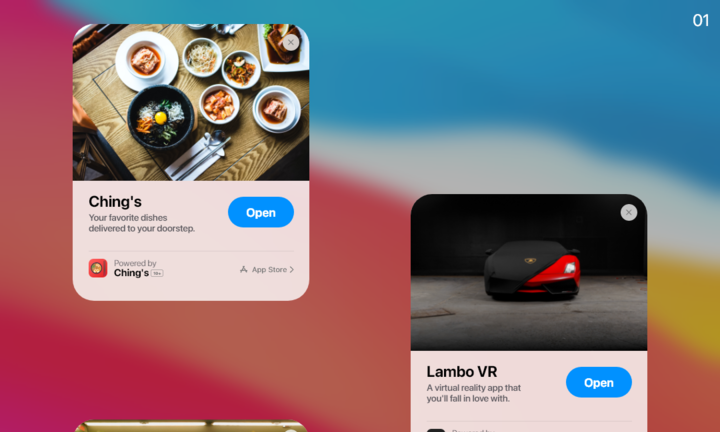 01
Ching's
Your favorite dishes
delivered to your doorstep.
Open
Powered by
Ching's
App Store
Lambo VR
A virtual reality app that
you'll fall in love with.
Open